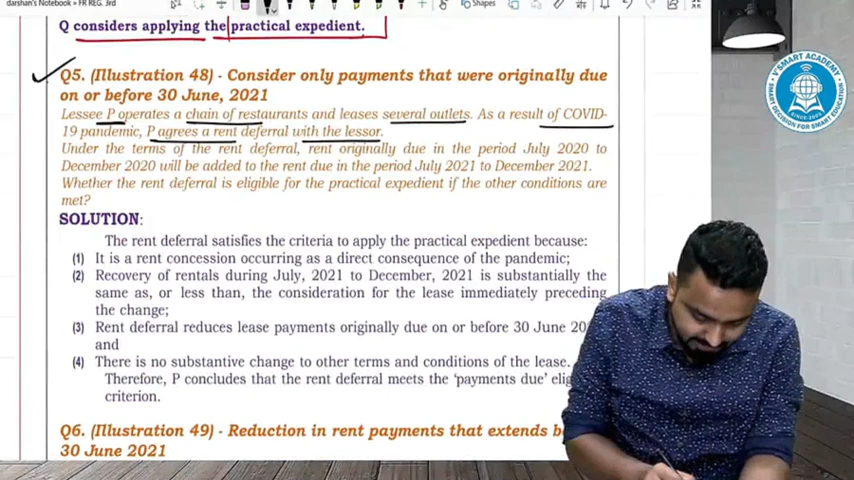 darshan's Notebook » FR REG. 3rd
Shapes
Q considers applying the practical expedient.
Q5. (Illustration 48) - Consider only payments that were originally due
on or before 30 June, 2021
Lessee P operates a chain of restaurants and leases several outlets. As a result of COVID-
19 pandemic, P agrees a rent deferral with the lessor.
Under the terms of the rent deferral, rent originally due in the period July 2020 to
December 2020 will be added to the rent due in the period July 2021 to December 2021.
Whether the rent deferral is eligible for the practical expedient if the other conditions are
met?
SOLUTION:
The rent deferral satisfies the criteria to apply the practical expedient because:
(1) It is a rent concession occurring as a direct consequence of the pandemic;
(2) Recovery of rentals during July, 2021 to December, 2021 is substantially the
same as, or less than, the consideration for the lease immediately preceding
the change;
(3) Rent deferral reduces lease payments originally due on or before 30 June
and
(4) There is no substantive change to other terms and conditions of the lease.
Therefore, P concludes that the rent deferral meets the 'payments due'
criterion.
Q6. (Illustration 49) - Reduction in rent payments that extends
30 June 2021
V'SMART ACADEMY
SINCE-2003
DESIGN FOR SMART EDUCATION